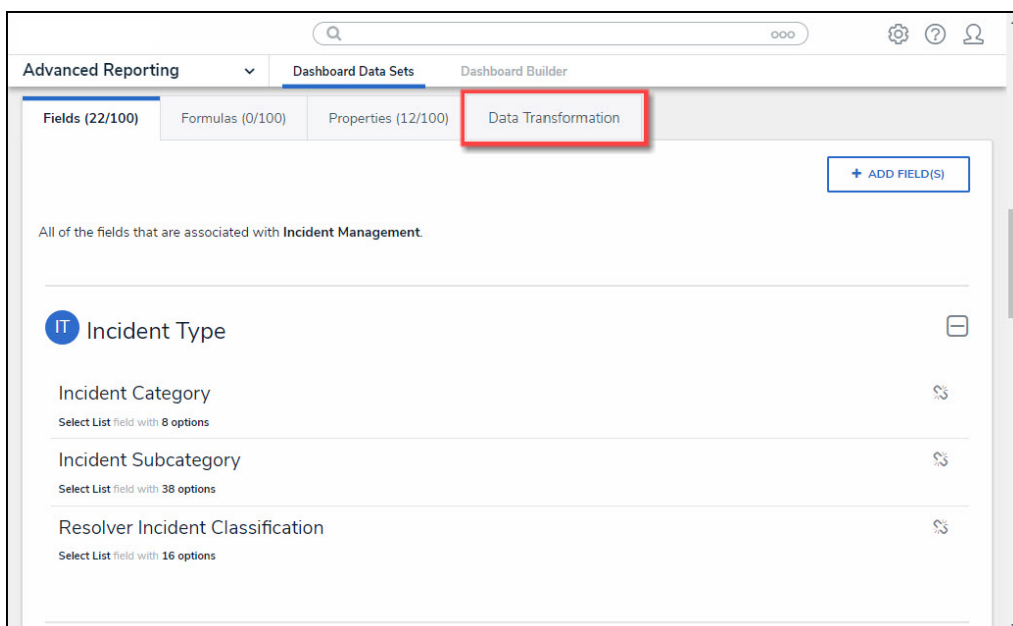 ooo
Advanced Reporting
Dashboard Data Sets
Dashboard Builder
Fields (22/100)
Formulas (0/100)
Properties (12/100)
Data Transformation
+ ADD FIELD(S)
All of the fields that are associated with Incident Management.
IT Incident Type
Incident Category
Select List field with 8 options
Incident Subcategory
Select List field with 38 options
Resolver Incident Classification
Select List field with 16 options